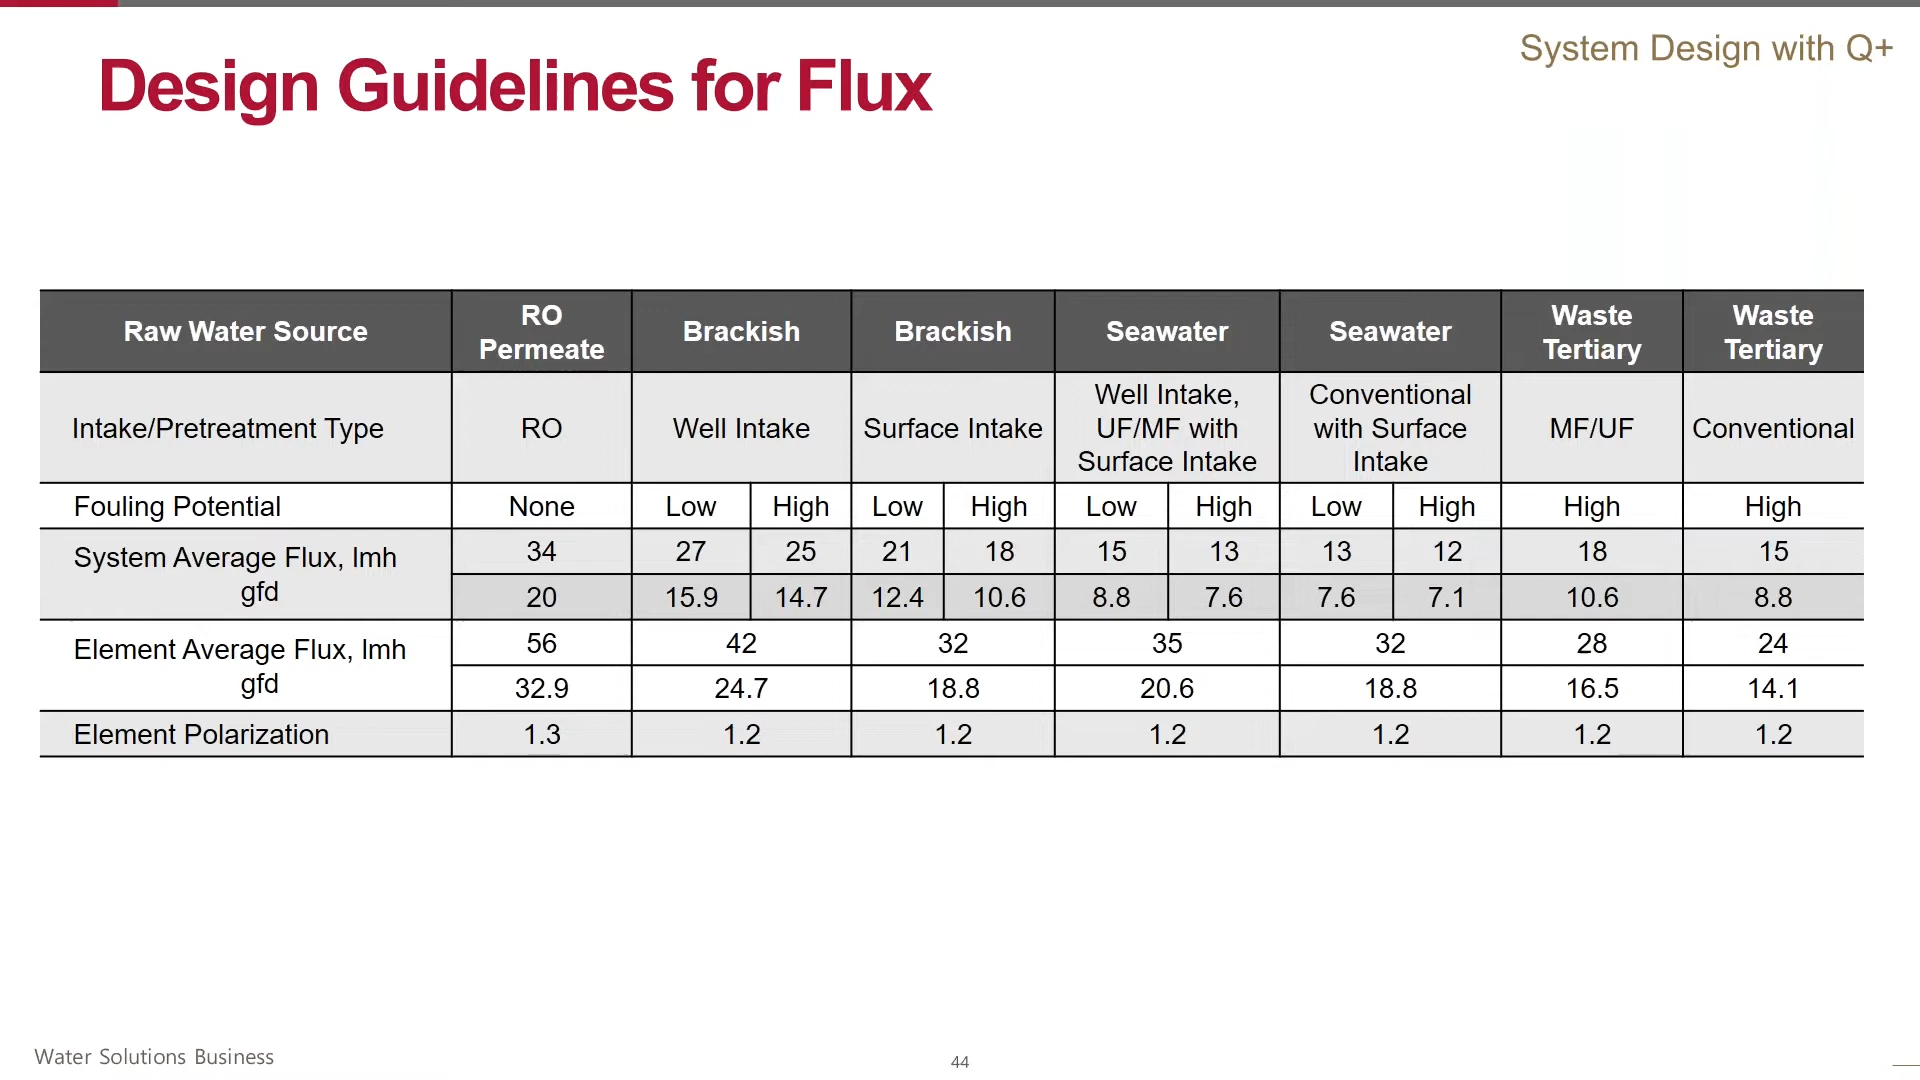 System Design with Q+
Design Guidelines for Flux
Raw Water Source RO Permeate Brackish Brackish Seawater Seawater Waste Tertiary Waste Tertiary
Intake/Pretreatment Type RO Well Intake Surface Intake Well Intake, UF/MF with Surface Intake Conventional with Surface Intake MF/UF Conventional
Fouling Potential None Low High Low High Low High Low High High High
System Average Flux, lmh 34 27 25 21 18 15 13 13 12 18 15
gfd 20 15.9 14.7 12.4 10.6 8.8 7.6 7.6 7.1 10.6 8.8
Element Average Flux, lmh 56 42 32 35 32 28 24
gfd 32.9 24.7 18.8 20.6 18.8 16.5 14.1
Element Polarization 1.3 1.2 1.2 1.2 1.2 1.2 1.2
Water Solutions Business
44